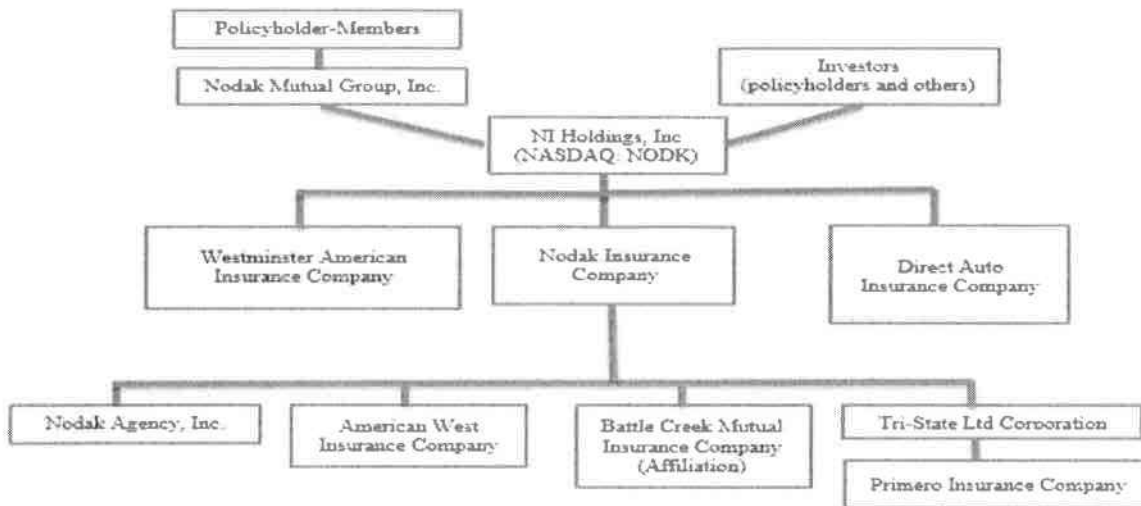 Policyholder-Members
Nodak Mutual Group, Inc.
Investors
(policyholders and others)
NI Holdings, Inc
(NASDAQ: NODK)
Westminster American
Insurance Company
Nodak Insurance
Company
Direct Auto
Insurance Company
Nodak Agency, Inc.
American West
Insurance Company
Battle Creek Mutual
Insurance Company
(Affiliation)
Tri-State Ltd Corporation
Primero Insurance Company